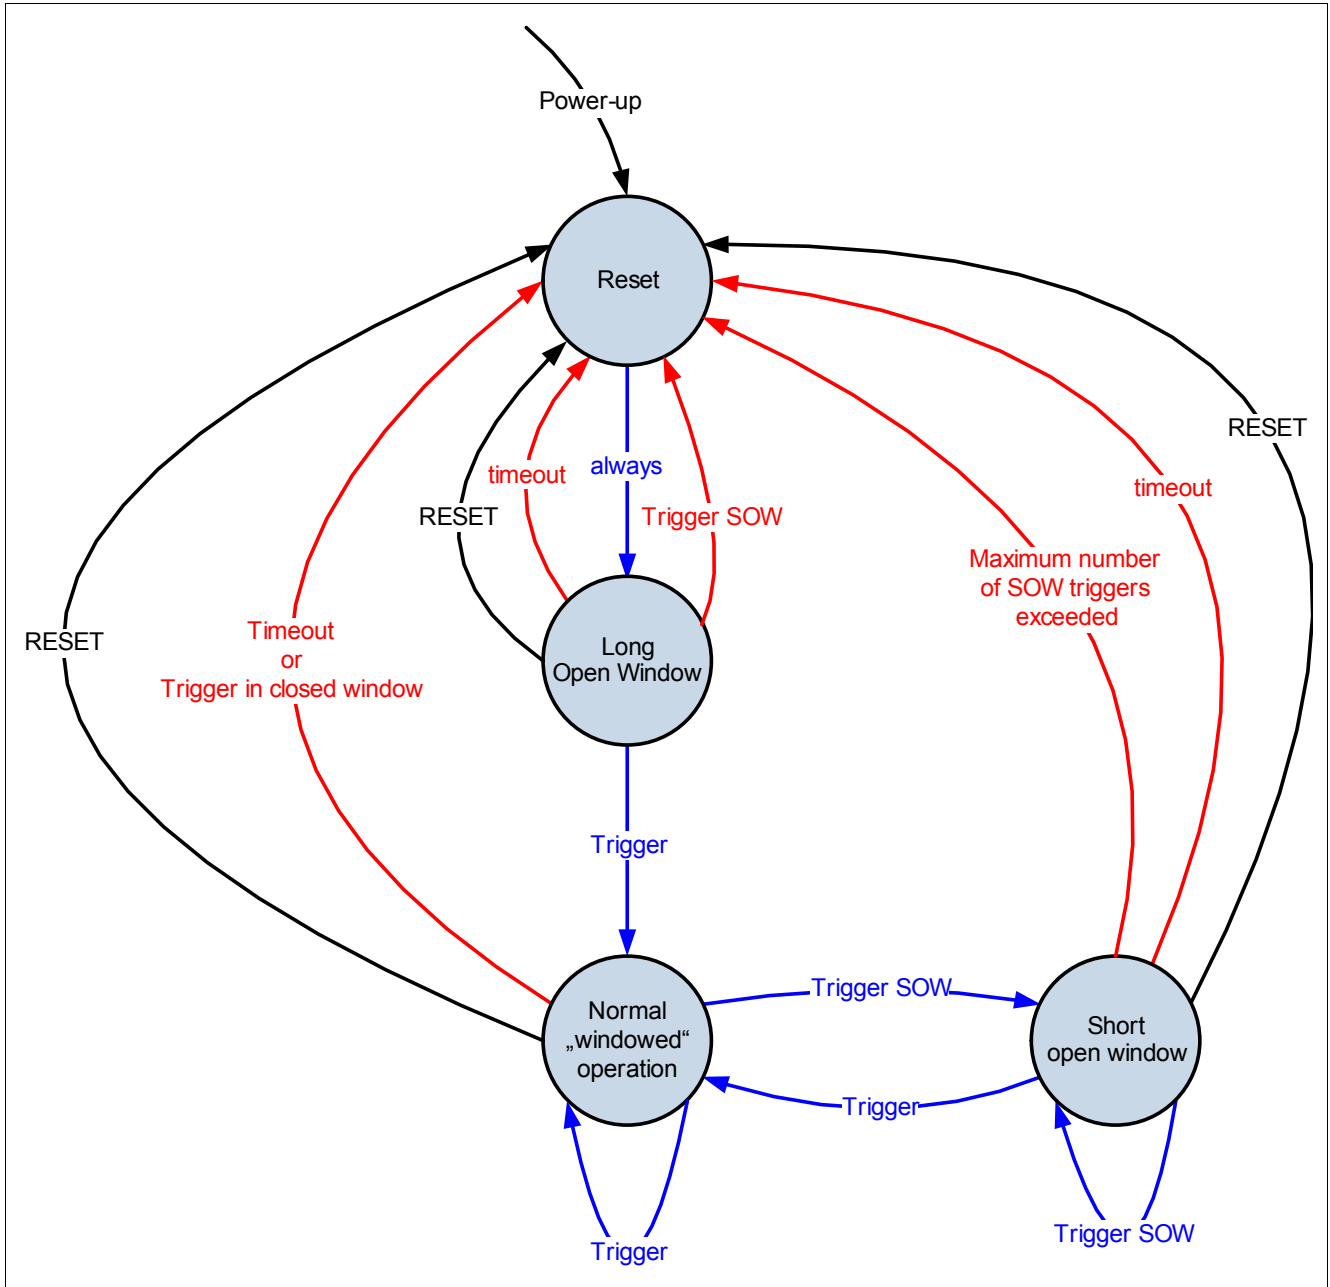 Power-up
Reset
RESET
timeout
always
timeout
RESET
Trigger SOW
Maximum number
of SOW triggers
exceeded
RESET
Timeout
or
Trigger in closed window
Long
Open Window
Trigger
Trigger SOW
Normal
„windowed“
operation
Short
open window
Trigger
Trigger
Trigger SOW